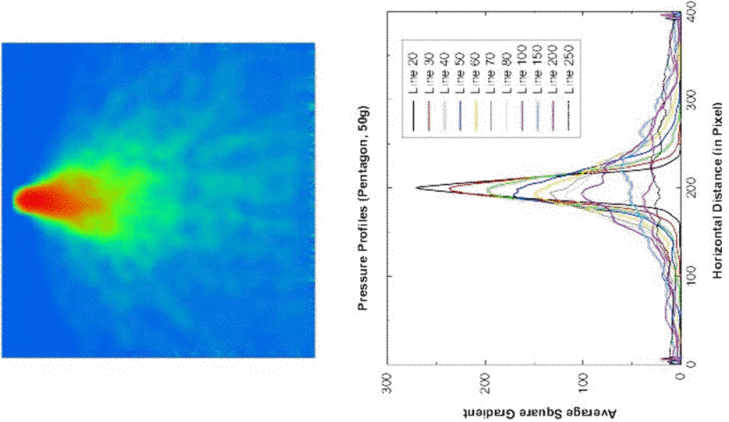 Pressure Profiles (Pentagon, 50g)
Line 20
Line 30
Line 40
Line 50
Line 60
Line 70
Line 80
Line 100
Line 150
Line 200
Line 250
Average Square Gradient
300
200
100
0
0
100
200
300
400
Horizontal Distance (in Pixel)